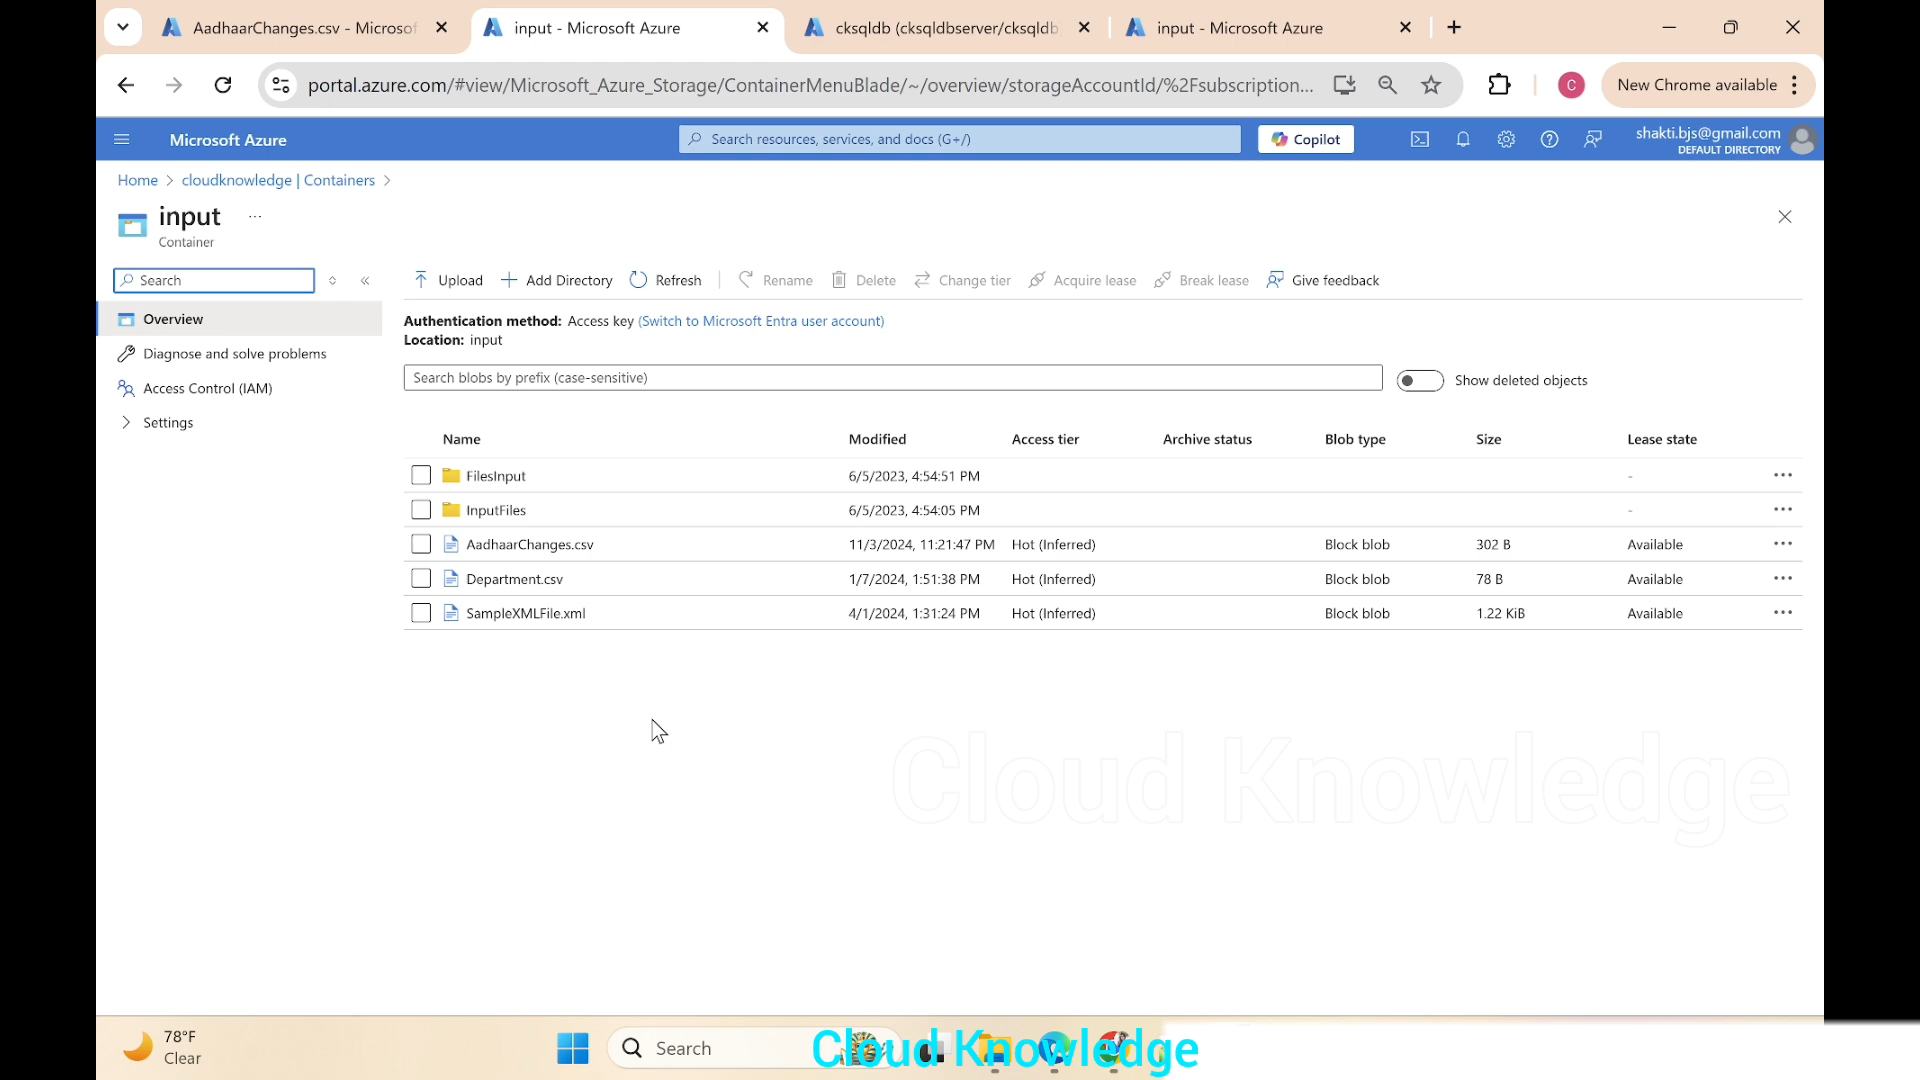 AadhaarChanges.csv - Microsof
input - Microsoft Azure
cksqldb (cksqldbserver/cksqldb
input - Microsoft Azure
portal.azure.com/#view/Microsoft_Azure_Storage/ContainerMenuBlade/~/overview/storageAccountId/%2Fsubscription...
C
New Chrome available
Microsoft Azure
Search resources, services, and docs (G+/)
Copilot
shakti.bjs@gmail.com
DEFAULT DIRECTORY
Home > cloudknowledge | Containers >
input ...
Container
Search
Upload
Add Directory
Refresh
Rename
Delete
Change tier
Acquire lease
Break lease
Give feedback
Overview
Diagnose and solve problems
Access Control (IAM)
Settings
Authentication method: Access key (Switch to Microsoft Entra user account)
Location: input
Search blobs by prefix (case-sensitive)
Show deleted objects
Name Modified Access tier Archive status Blob type Size Lease state
FilesInput 6/5/2023, 4:54:51 PM - ...
InputFiles 6/5/2023, 4:54:05 PM - ...
AadhaarChanges.csv 11/3/2024, 11:21:47 PM Hot (Inferred) Block blob 302 B Available ...
Department.csv 1/7/2024, 1:51:38 PM Hot (Inferred) Block blob 78 B Available ...
SampleXMLFile.xml 4/1/2024, 1:31:24 PM Hot (Inferred) Block blob 1.22 KiB Available ...
Cloud Knowledge
78°F
Clear
Search
Cloud Knowledge